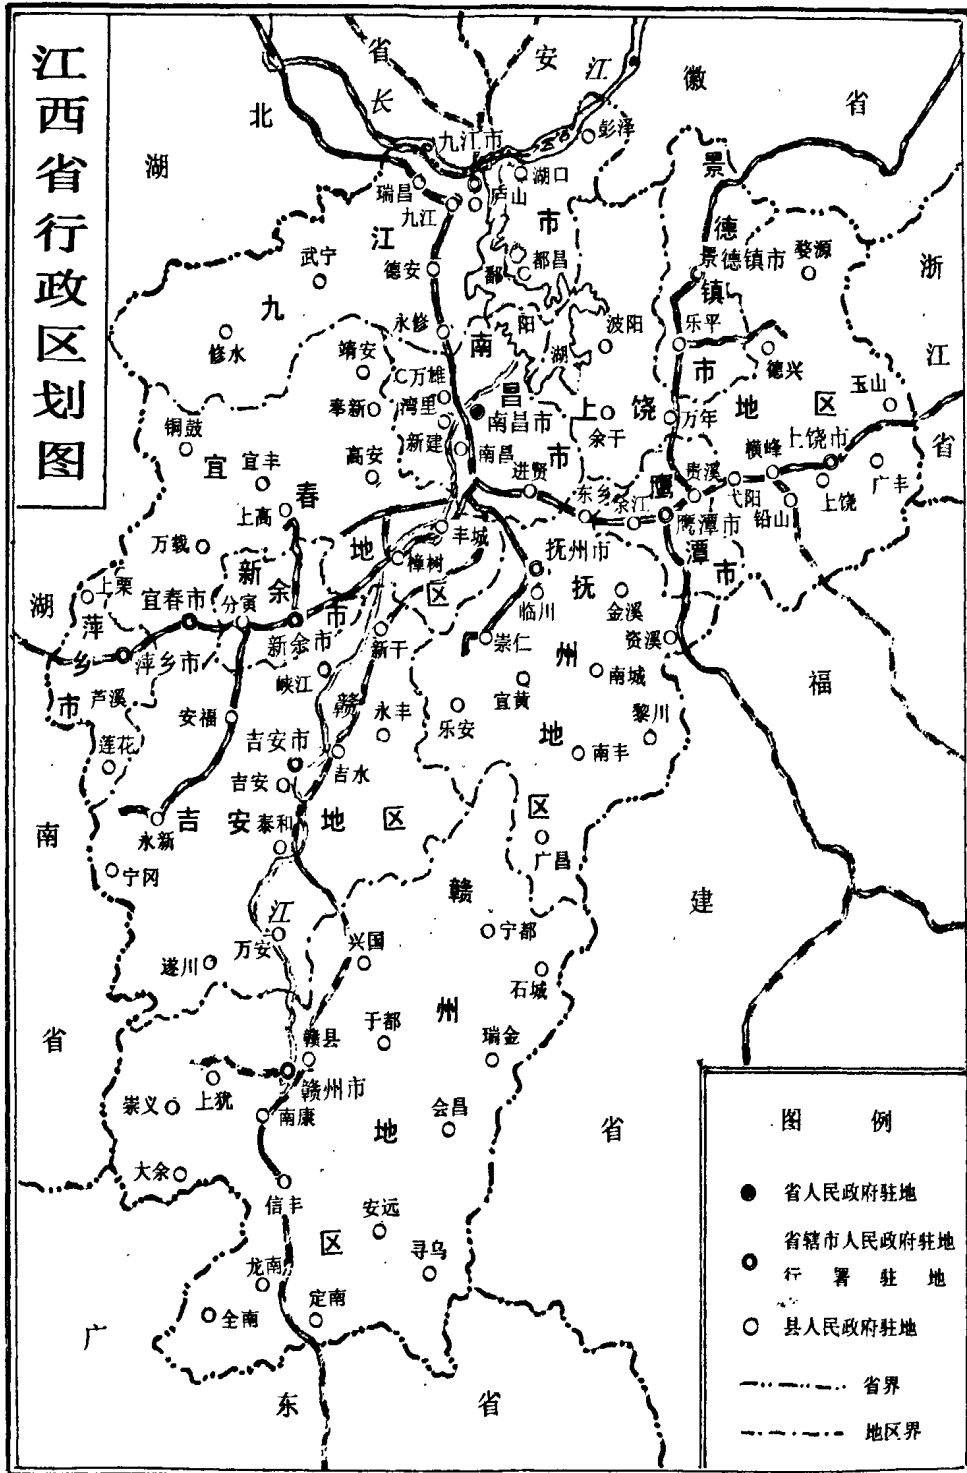 江西省行政区划图
湖
北
省
安
徽
省
长
江
浙
江
省
湖
南
省
福
建
省
广
东
省
九江市
彭泽
湖口
瑞昌
九江
庐山
九
江
市
景
德
镇
市
武宁
德安
都昌
景德镇市
婺源
鄱
阳
湖
修水
永修
靖安
波阳
乐平
德兴
南
昌
市
万
湾里
奉新
南昌市
新建
南昌
进贤
上
饶
地
区
余干
万年
玉山
铜鼓
宜丰
高安
上高
万载
宜
春
地
区
横峰
上饶市
广丰
上饶
贵溪
弋阳
铅山
东乡
余江
鹰
潭
市
鹰潭市
丰城
樟树
抚州市
临川
金溪
崇仁
资溪
抚
州
地
区
上栗
宜春市
新
余
市
新余市
新干
萍
乡
市
萍乡市
芦溪
莲花
安福
峡江
赣
江
永丰
乐安
宜黄
南城
黎川
南丰
广昌
吉安市
吉安
吉水
吉
安
地
区
泰和
永新
宁冈
万安
遂川
兴国
宁都
石城
赣
州
地
区
赣县
于都
瑞金
赣州市
崇义
上犹
南康
会昌
大余
信丰
安远
寻乌
龙南
全南
定南
图 例
省人民政府驻地
省辖市人民政府驻地
行署驻地
县人民政府驻地
省界
地区界